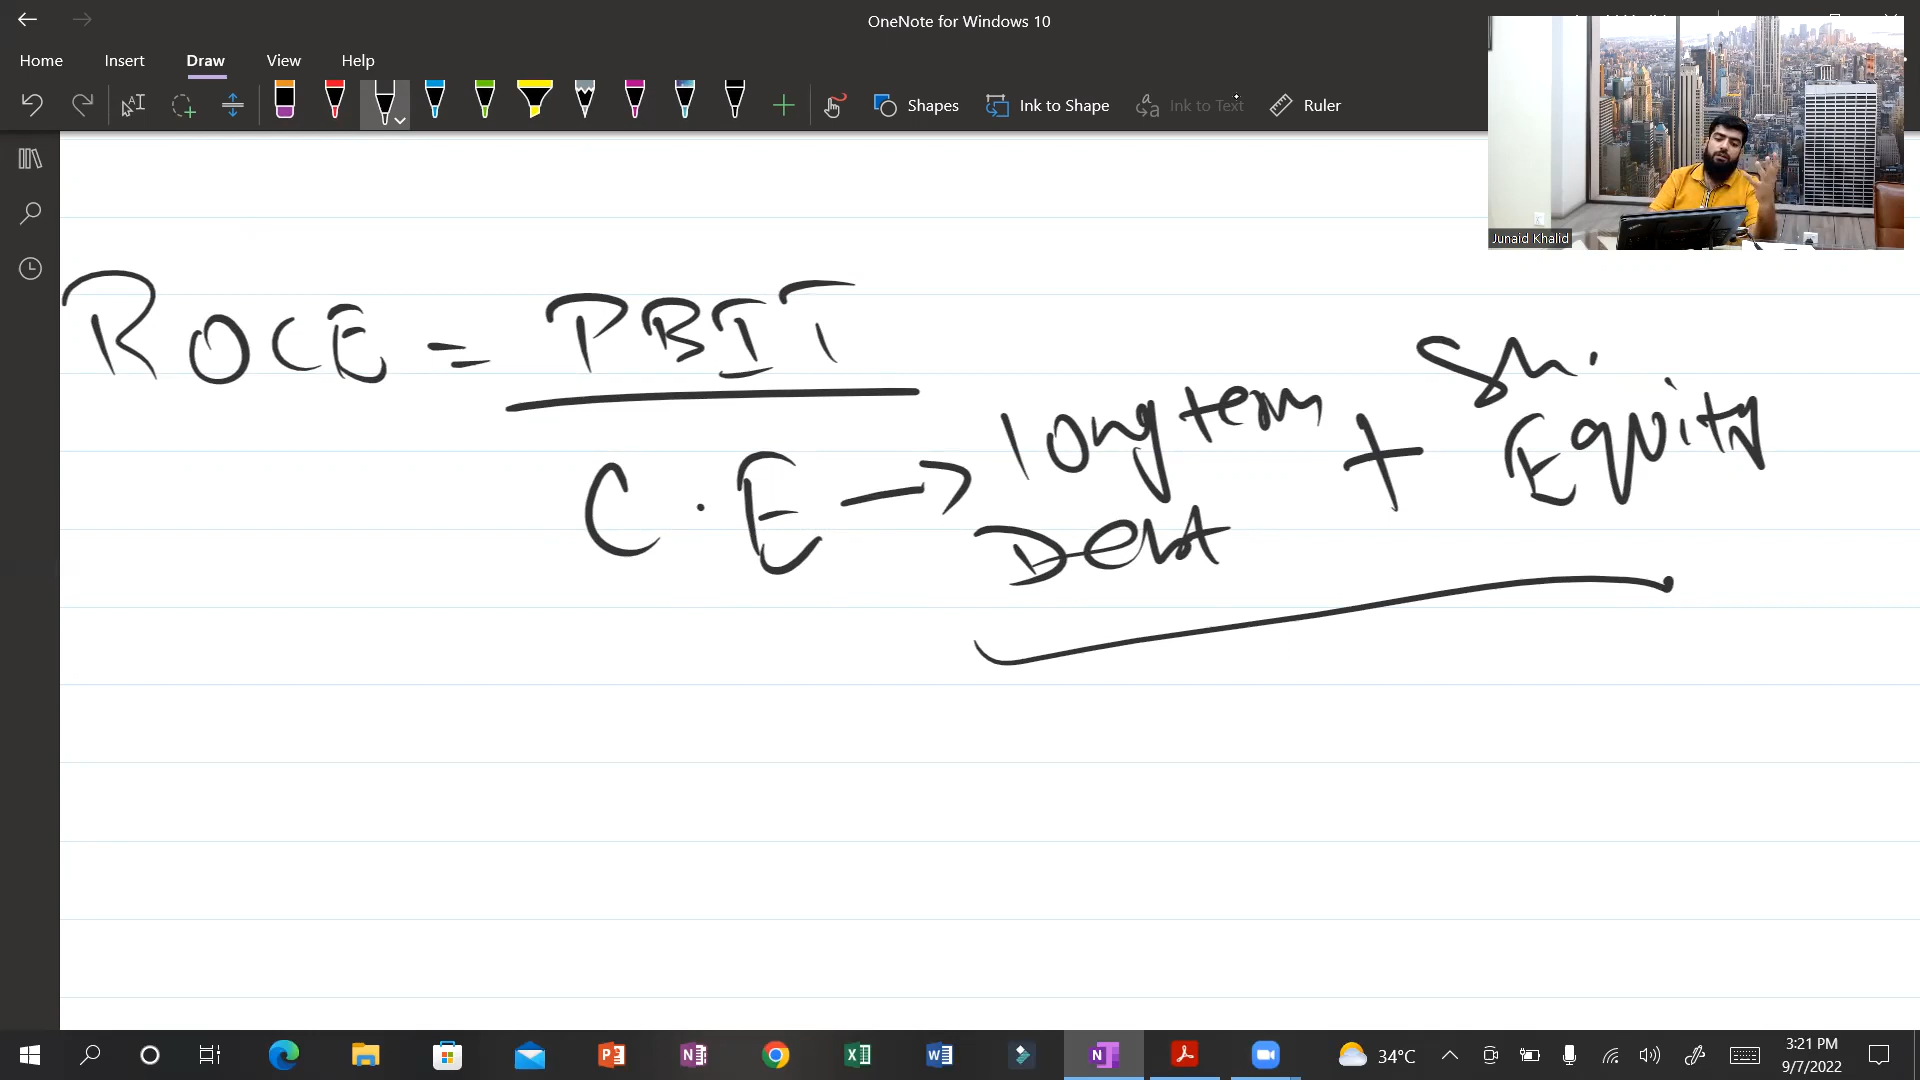 OneNote for Windows 10
Home Insert Draw View Help
Shapes Ink to Shape Ink to Text Ruler
Junaid Khalid
ROCE = PBIT
C.E → long term Debt + Sh. Equity
34°C
3:21 PM
9/7/2022